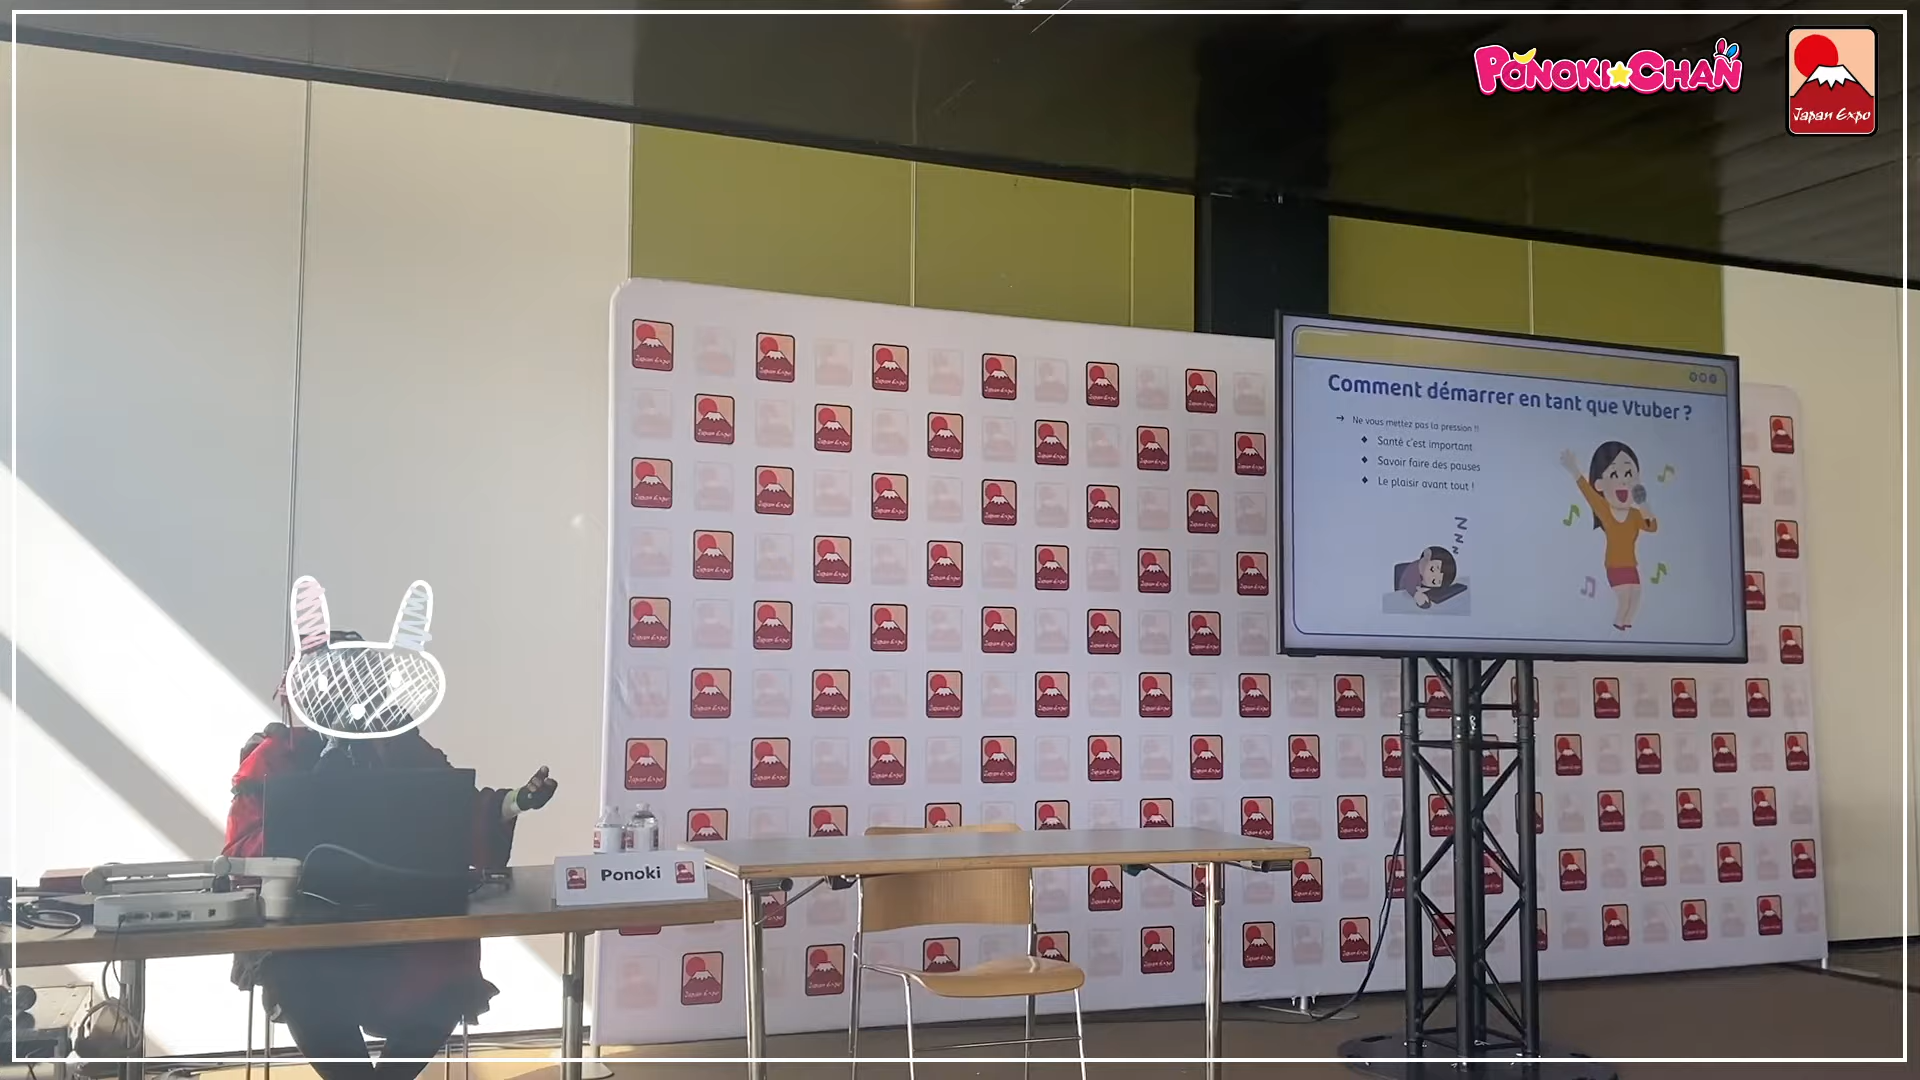 PONOKI★CHAN
Japan Expo
Comment démarrer en tant que Vtuber ?
→ Ne vous mettez pas la pression !!
◆ Santé c'est important
◆ Savoir faire des pauses
◆ Le plaisir avant tout !
Z
Z
z
z
Ponoki